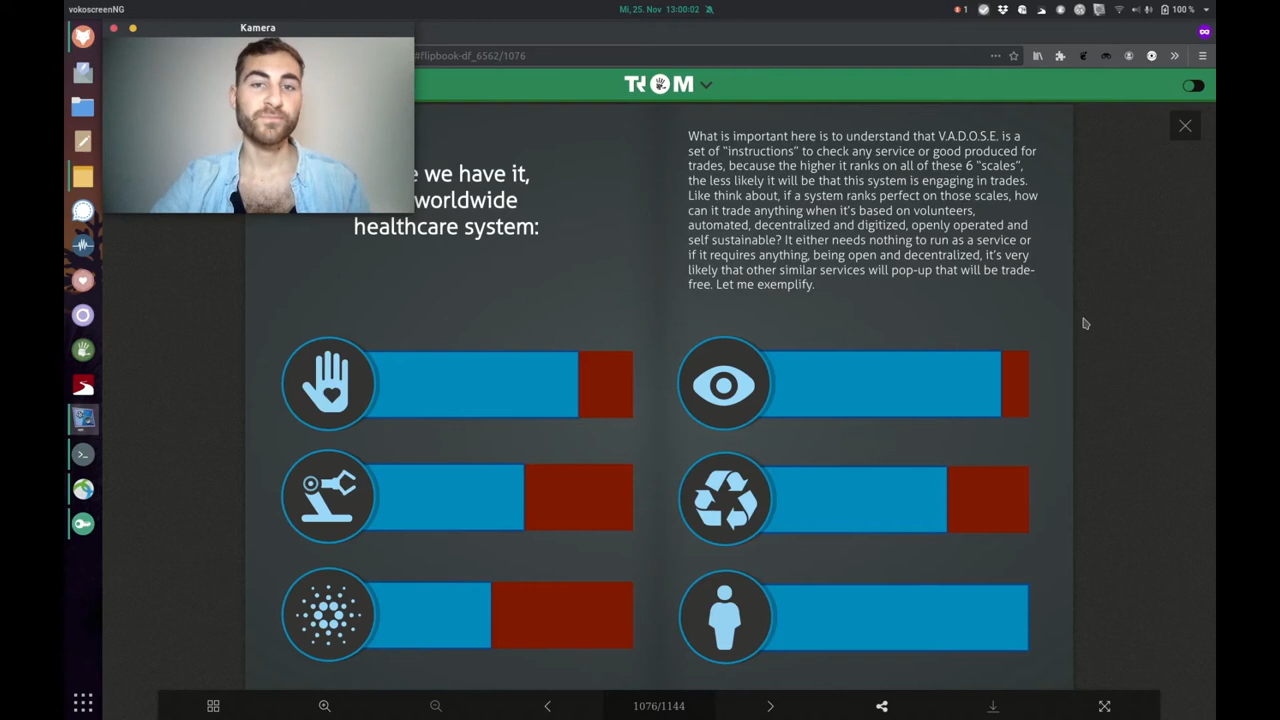 vokoscreenNG
Mi, 25. Nov 13:00:02
1
100 %
Kamera
#flipbook-df_6562/1076
TROM
e we have it,
worldwide
healthcare system:
What is important here is to understand that V.A.D.O.S.E. is a
set of “instructions” to check any service or good produced for
trades, because the higher it ranks on all of these 6 “scales”,
the less likely it will be that this system is engaging in trades.
Like think about, if a system ranks perfect on those scales, how
can it trade anything when it’s based on volunteers,
automated, decentralized and digitized, openly operated and
self sustainable? It either needs nothing to run as a service or
if it requires anything, being open and decentralized, it’s very
likely that other similar services will pop-up that will be trade-
free. Let me exemplify.
1076/1144